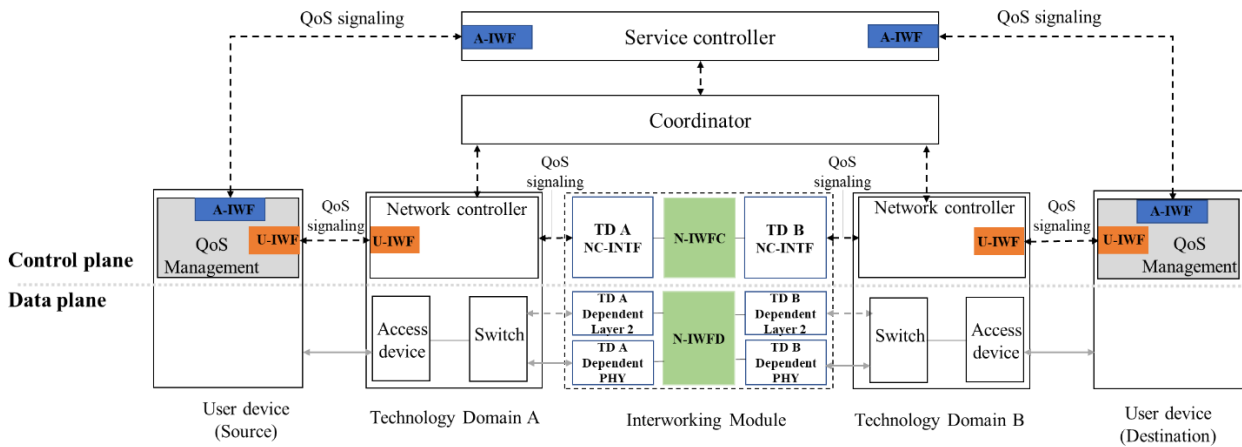 QoS signaling
A-IWF
Service controller
A-IWF
QoS signaling
Coordinator
QoS
signaling
QoS
signaling
A-IWF
U-IWF
QoS
Management
QoS
signaling
Network controller
U-IWF
TD A
NC-INTF
N-IWFC
TD B
NC-INTF
Network controller
U-IWF
QoS
signaling
A-IWF
U-IWF
QoS
Management
Control plane
Data plane
Access
device
Switch
TD A
Dependent
Layer 2
TD A
Dependent
PHY
N-IWFD
TD B
Dependent
Layer 2
TD B
Dependent
PHY
Switch
Access
device
User device
(Source)
Technology Domain A
Interworking Module
Technology Domain B
User device
(Destination)